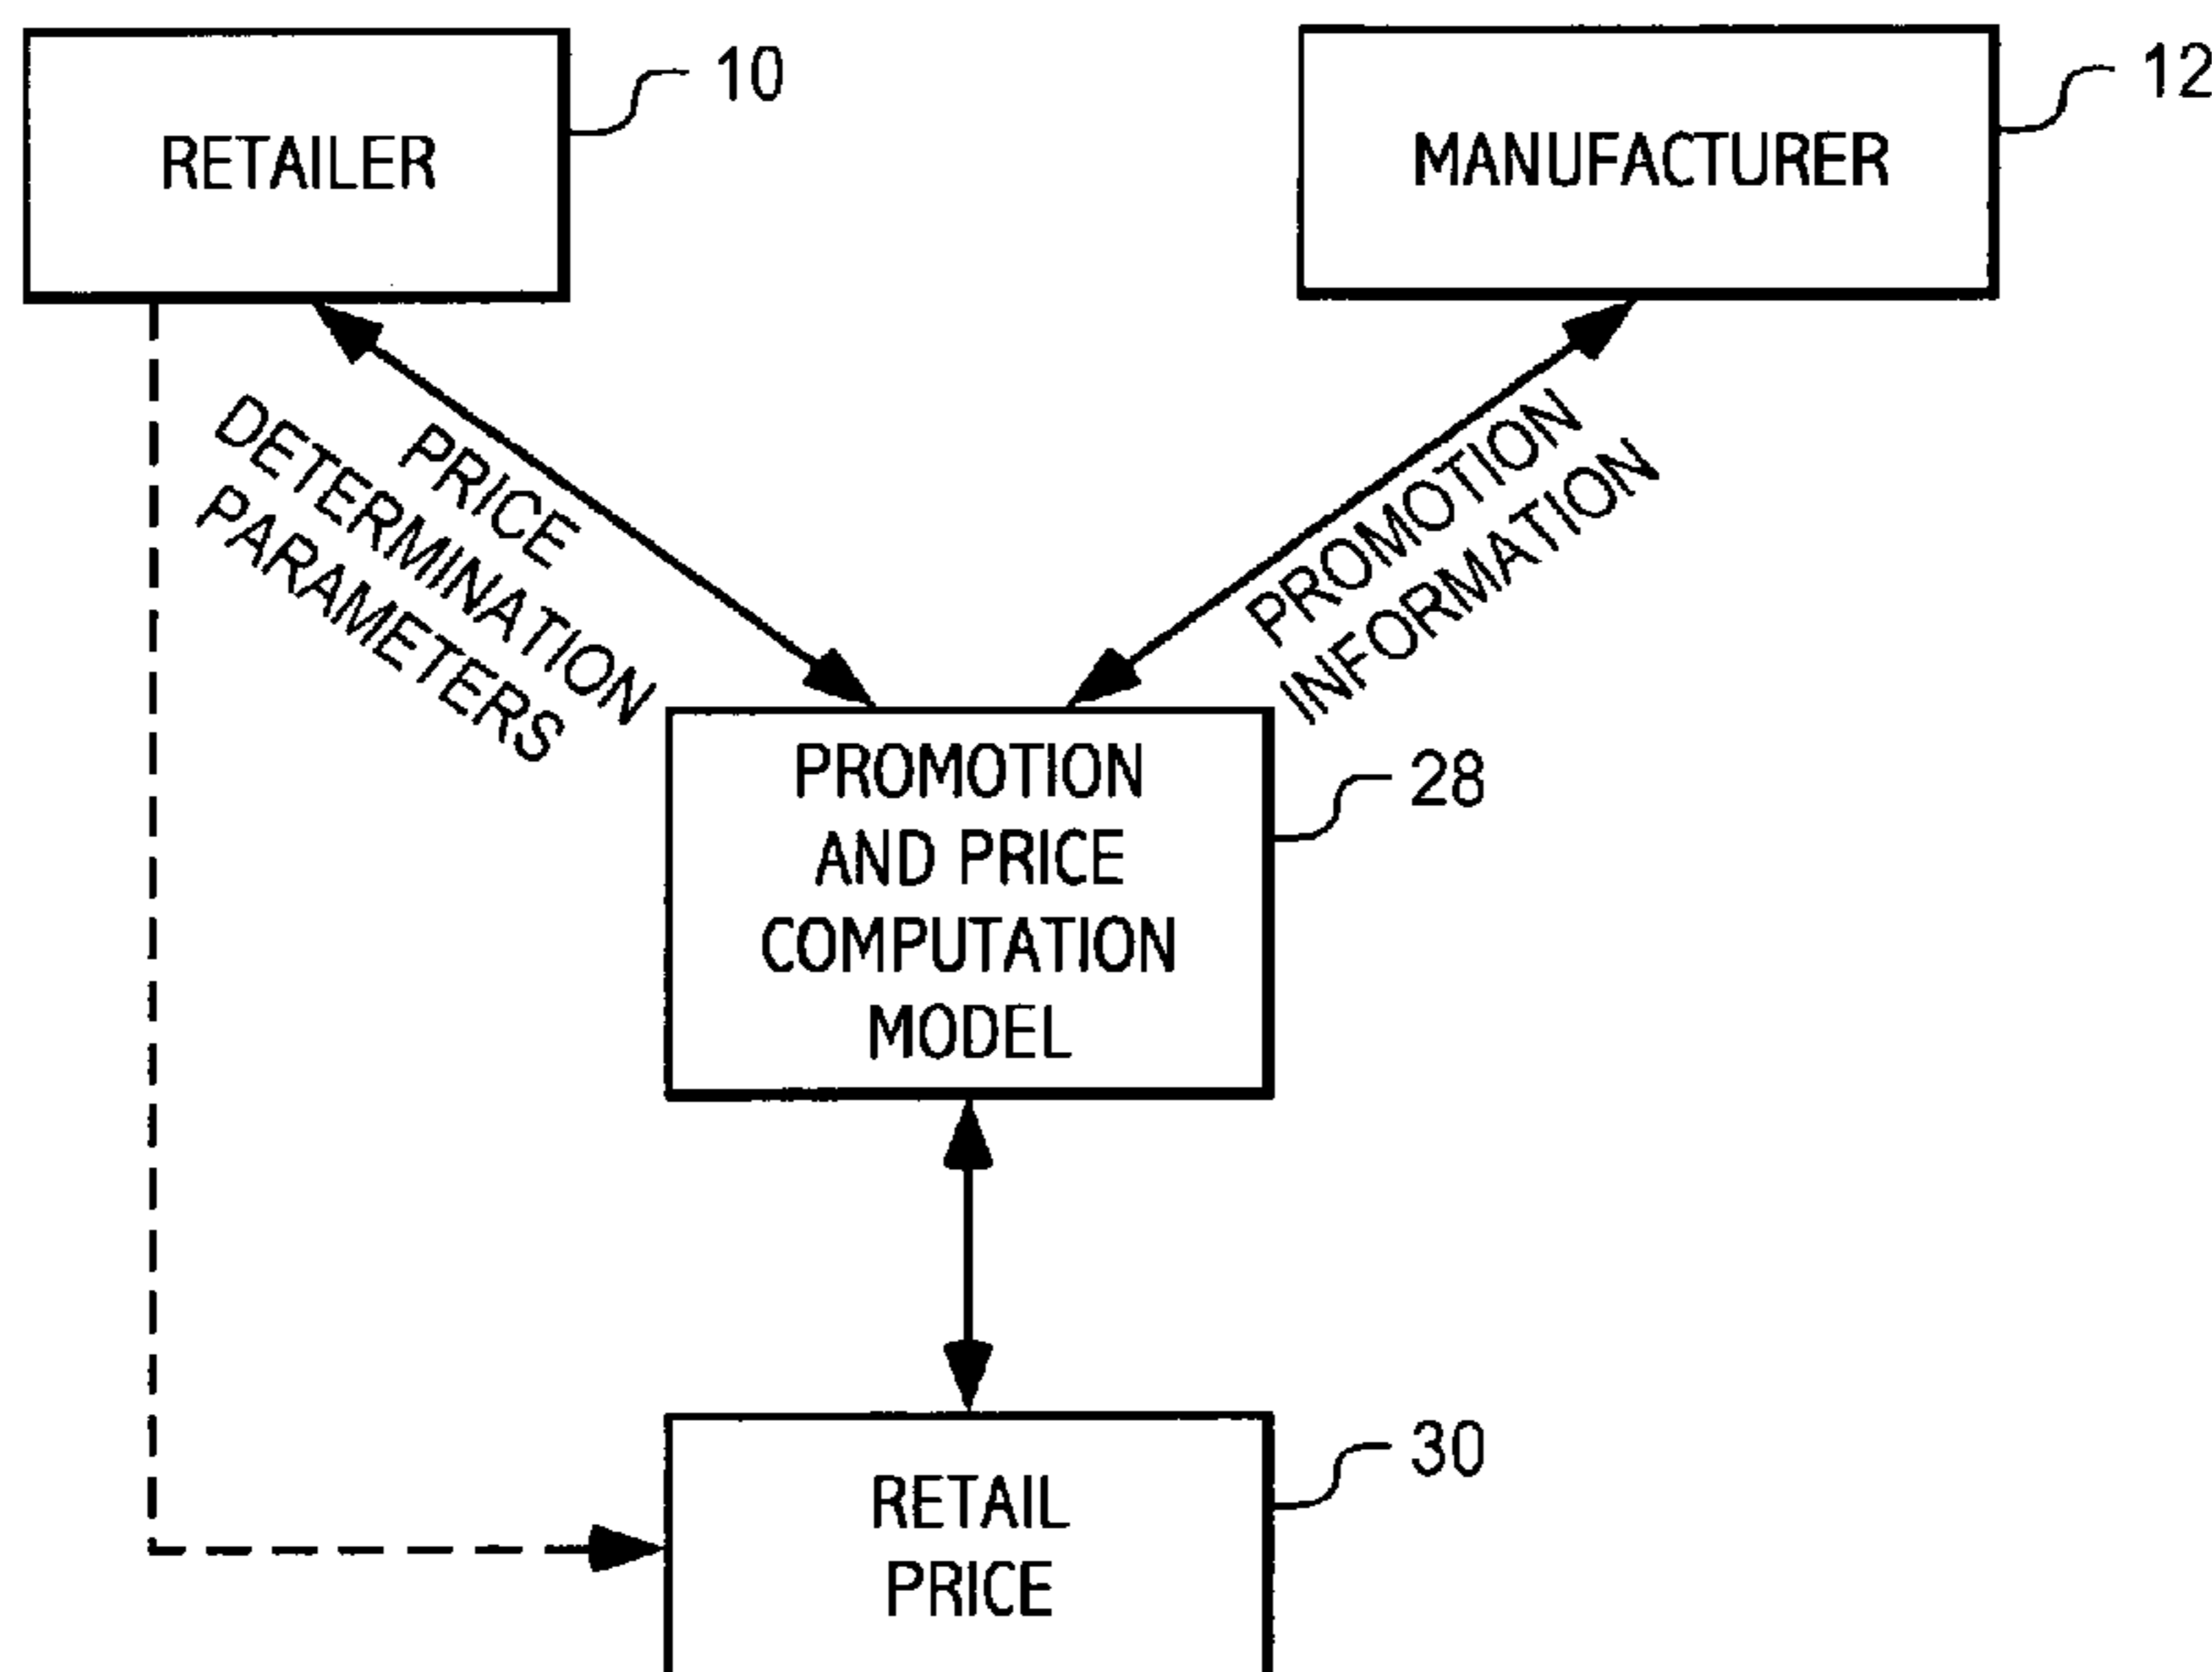 RETAILER
10
MANUFACTURER
12
PRICE
DETERMINATION
PARAMETERS
PROMOTION
INFORMATION
PROMOTION
AND PRICE
COMPUTATION
MODEL
28
RETAIL
PRICE
30